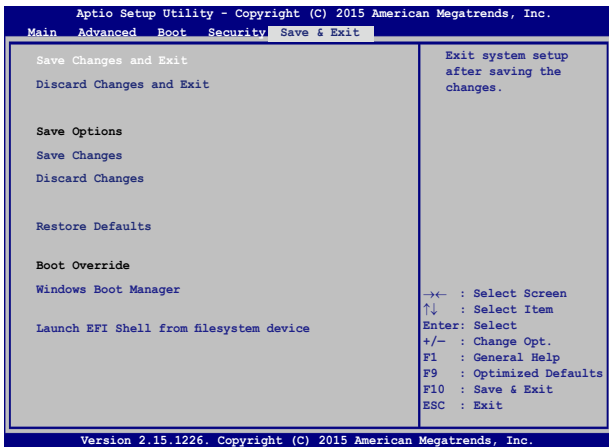 Aptio Setup Utility - Copyright (C) 2015 American Megatrends, Inc.
Main Advanced Boot Security Save & Exit
Save Changes and Exit
Discard Changes and Exit
Save Options
Save Changes
Discard Changes
Restore Defaults
Boot Override
Windows Boot Manager
Launch EFI Shell from filesystem device
Exit system setup
after saving the
changes.
→← : Select Screen
↑↓ : Select Item
Enter: Select
+/— : Change Opt.
F1 : General Help
F9 : Optimized Defaults
F10 : Save & Exit
ESC : Exit
Version 2.15.1226. Copyright (C) 2015 American Megatrends, Inc.